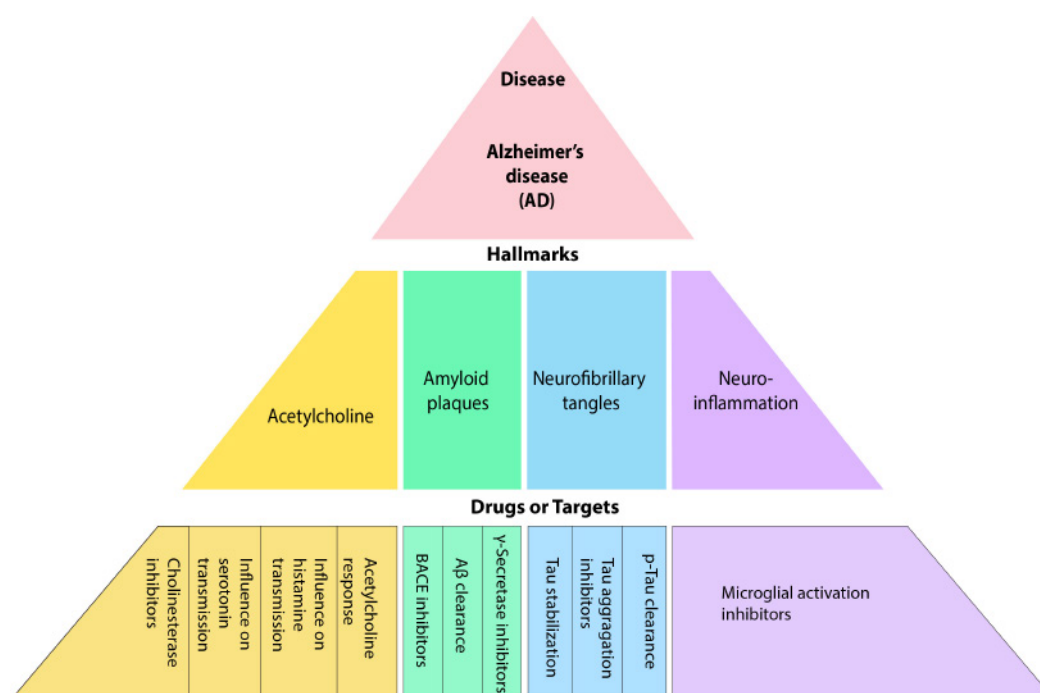 Disease
Alzheimer's
disease
(AD)
Hallmarks
Acetylcholine
Amyloid
plaques
Neurofibrillary
tangles
Neuro-
inflammation
Drugs or Targets
Cholinesterase
inhibitors
Influence on
serotonin
transmission
Influence on
histamine
transmission
Acetylcholine
response
BACE inhibitors
Aβ clearance
γ-Secretase inhibitors
Tau stabilization
Tau aggragation
inhibitors
p-Tau clearance
Microglial activation
inhibitors